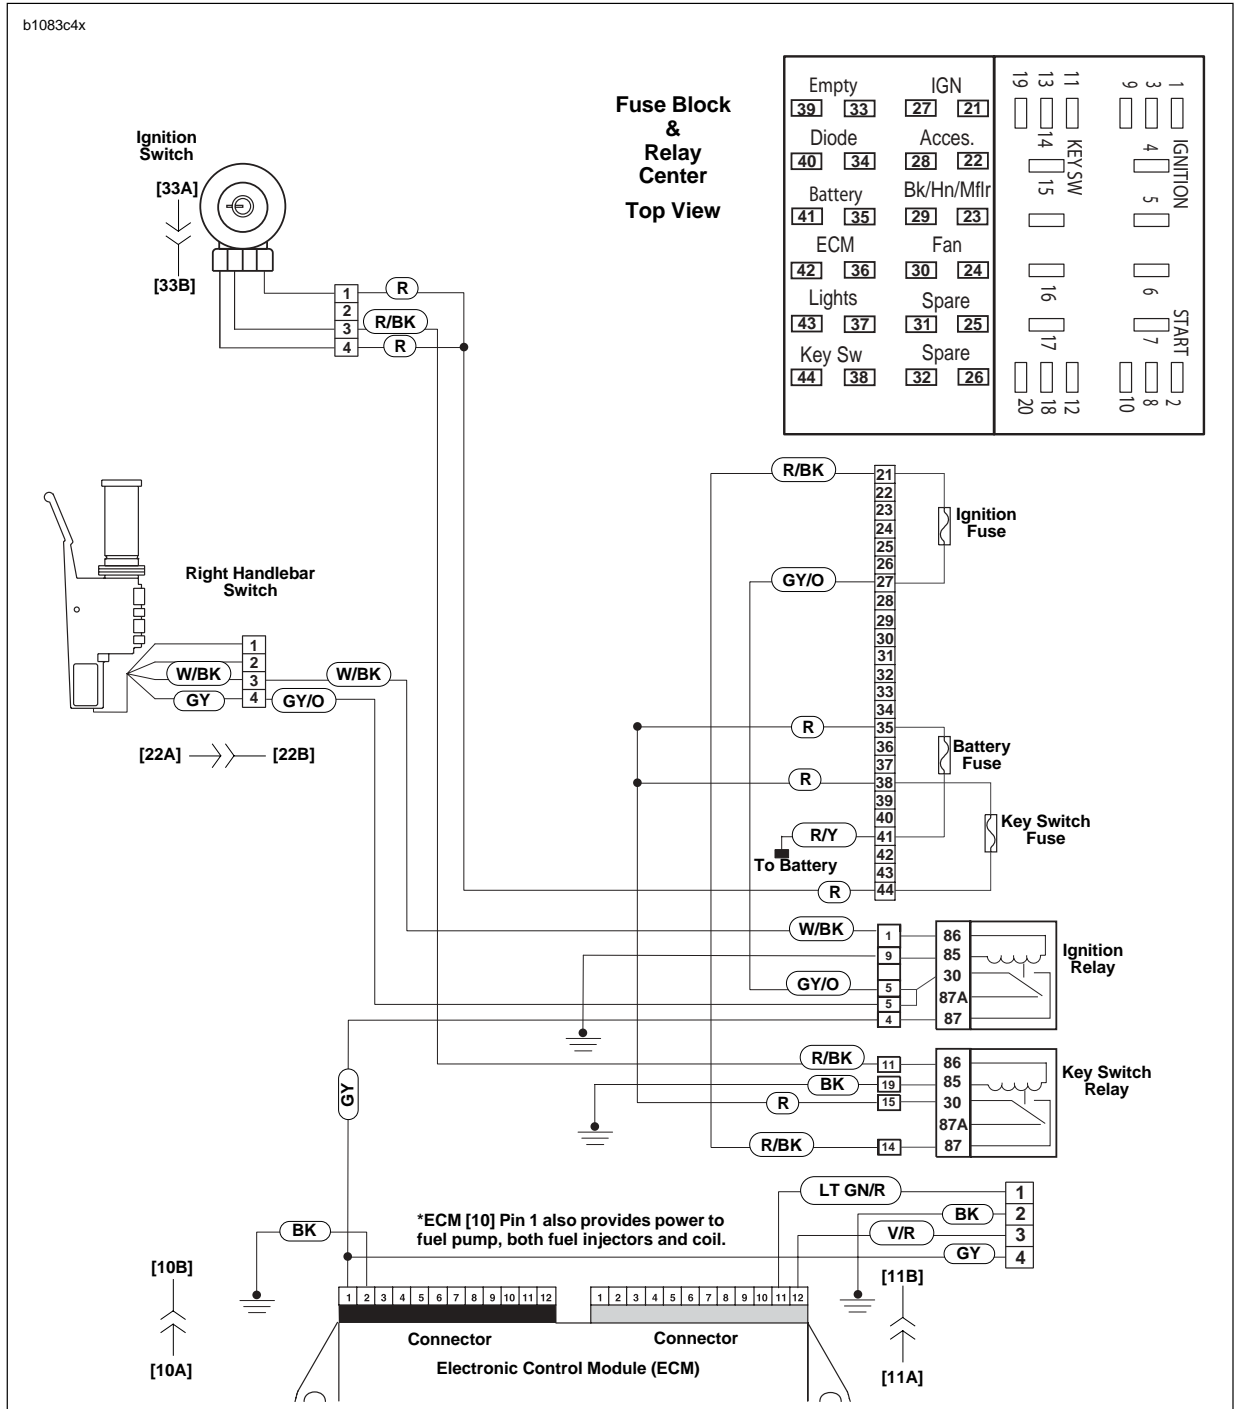 b1083c4x
Fuse Block
&
Relay
Center
Top View
Empty IGN
39 33 27 21
Diode Acces.
40 34 28 22
Battery Bk/Hn/Mflr
41 35 29 23
ECM Fan
42 36 30 24
Lights Spare
43 37 31 25
Key Sw Spare
44 38 32 26
19 13 11 9 3 1
14 KEY SW 4 IGNITION
15 5
16 6
17 7 START
20 18 12 10 8 2
Ignition
Switch
[33A]
[33B]
1 R
2
3 R/BK
4 R
Right Handlebar
Switch
1
2
W/BK 3 W/BK
GY 4 GY/O
[22A] [22B]
R/BK 21
22
23
24
25
26
GY/O 27
28
29
30
31
32
33
34
R 35
36
37
R 38
39
40
R/Y 41
To Battery
42
43
R 44
Ignition
Fuse
Battery
Fuse
Key Switch
Fuse
W/BK 1 86
9 85
30
GY/O 5
5 87A
4 87
Ignition
Relay
R/BK 11 86
BK 19 85
R 15 30
87A
R/BK 14 87
Key Switch
Relay
GY
LT GN/R 1
BK 2
V/R 3
GY 4
BK
*ECM [10] Pin 1 also provides power to
fuel pump, both fuel injectors and coil.
[10B]
[10A]
[11B]
[11A]
1 2 3 4 5 6 7 8 9 10 11 12
1 2 3 4 5 6 7 8 9 10 11 12
Connector Connector
Electronic Control Module (ECM)